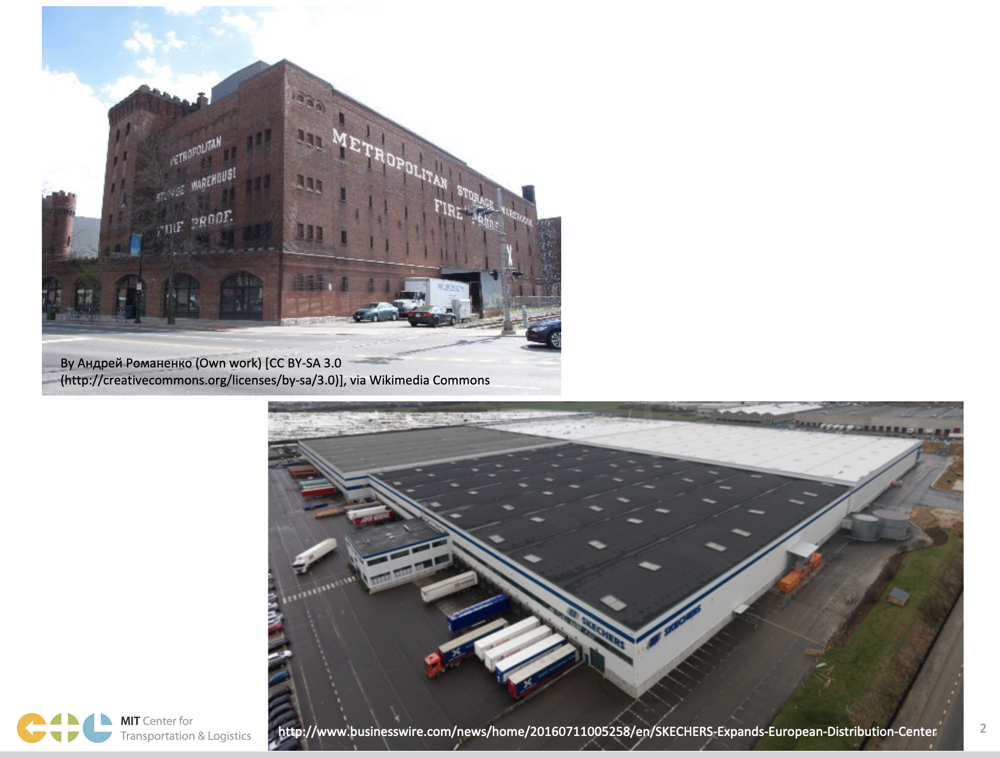 METROPOLITAN
STORAGE WAREHOUSE
FIRE PROOF.
METROPOLITAN STORAGE WAREHOUSE
FIRE PROOF
By Андрей Романенко (Own work) [CC BY-SA 3.0
(http://creativecommons.org/licenses/by-sa/3.0)], via Wikimedia Commons
SKECHERS
SKECHERS
http://www.businesswire.com/news/home/20160711005258/en/SKECHERS-Expands-European-Distribution-Center
MIT Center for
Transportation & Logistics
2